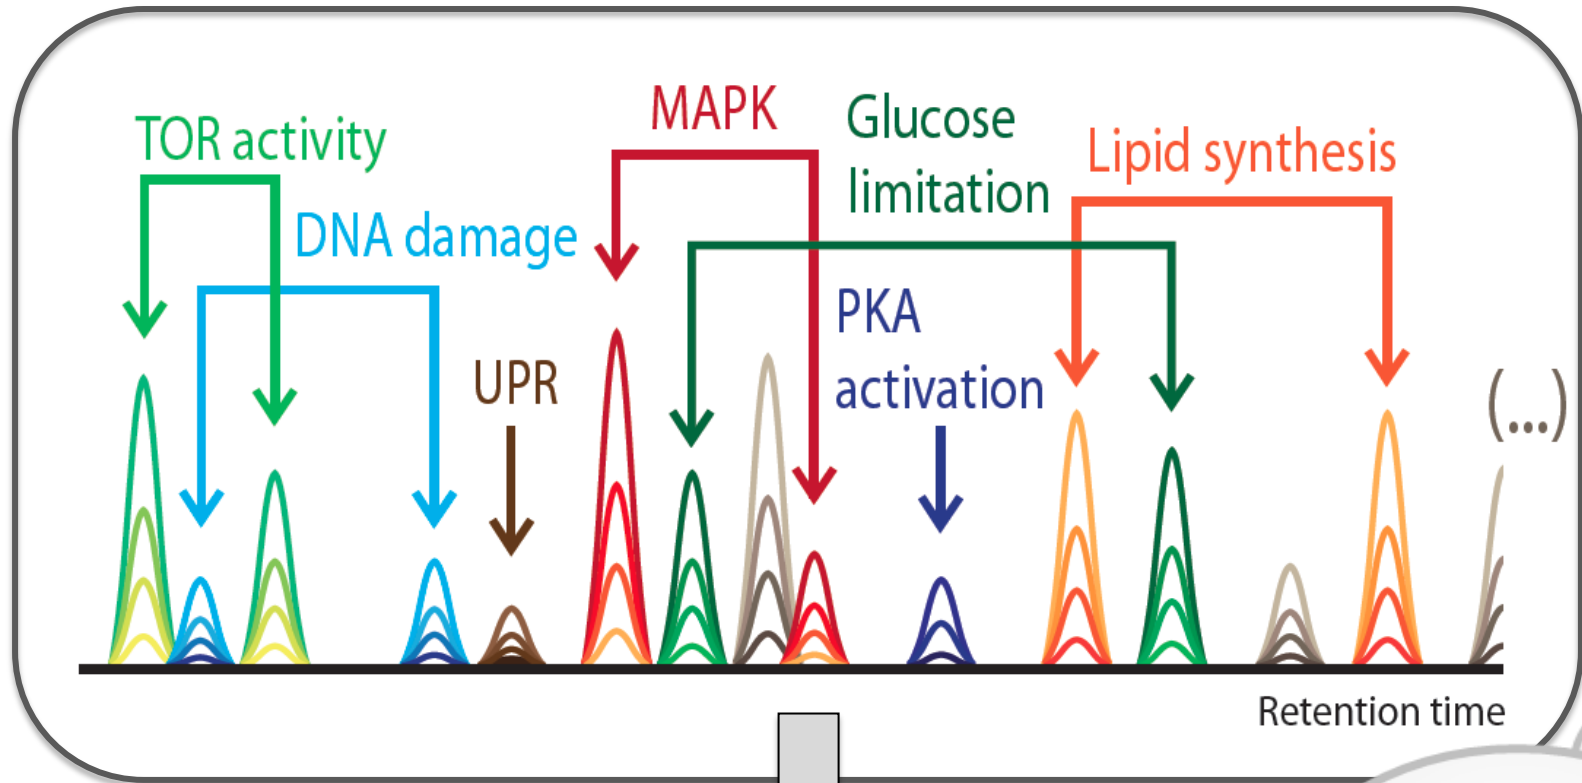 TOR activity
DNA damage
UPR
MAPK
Glucose
limitation
PKA
activation
Lipid synthesis
(...)
Retention time